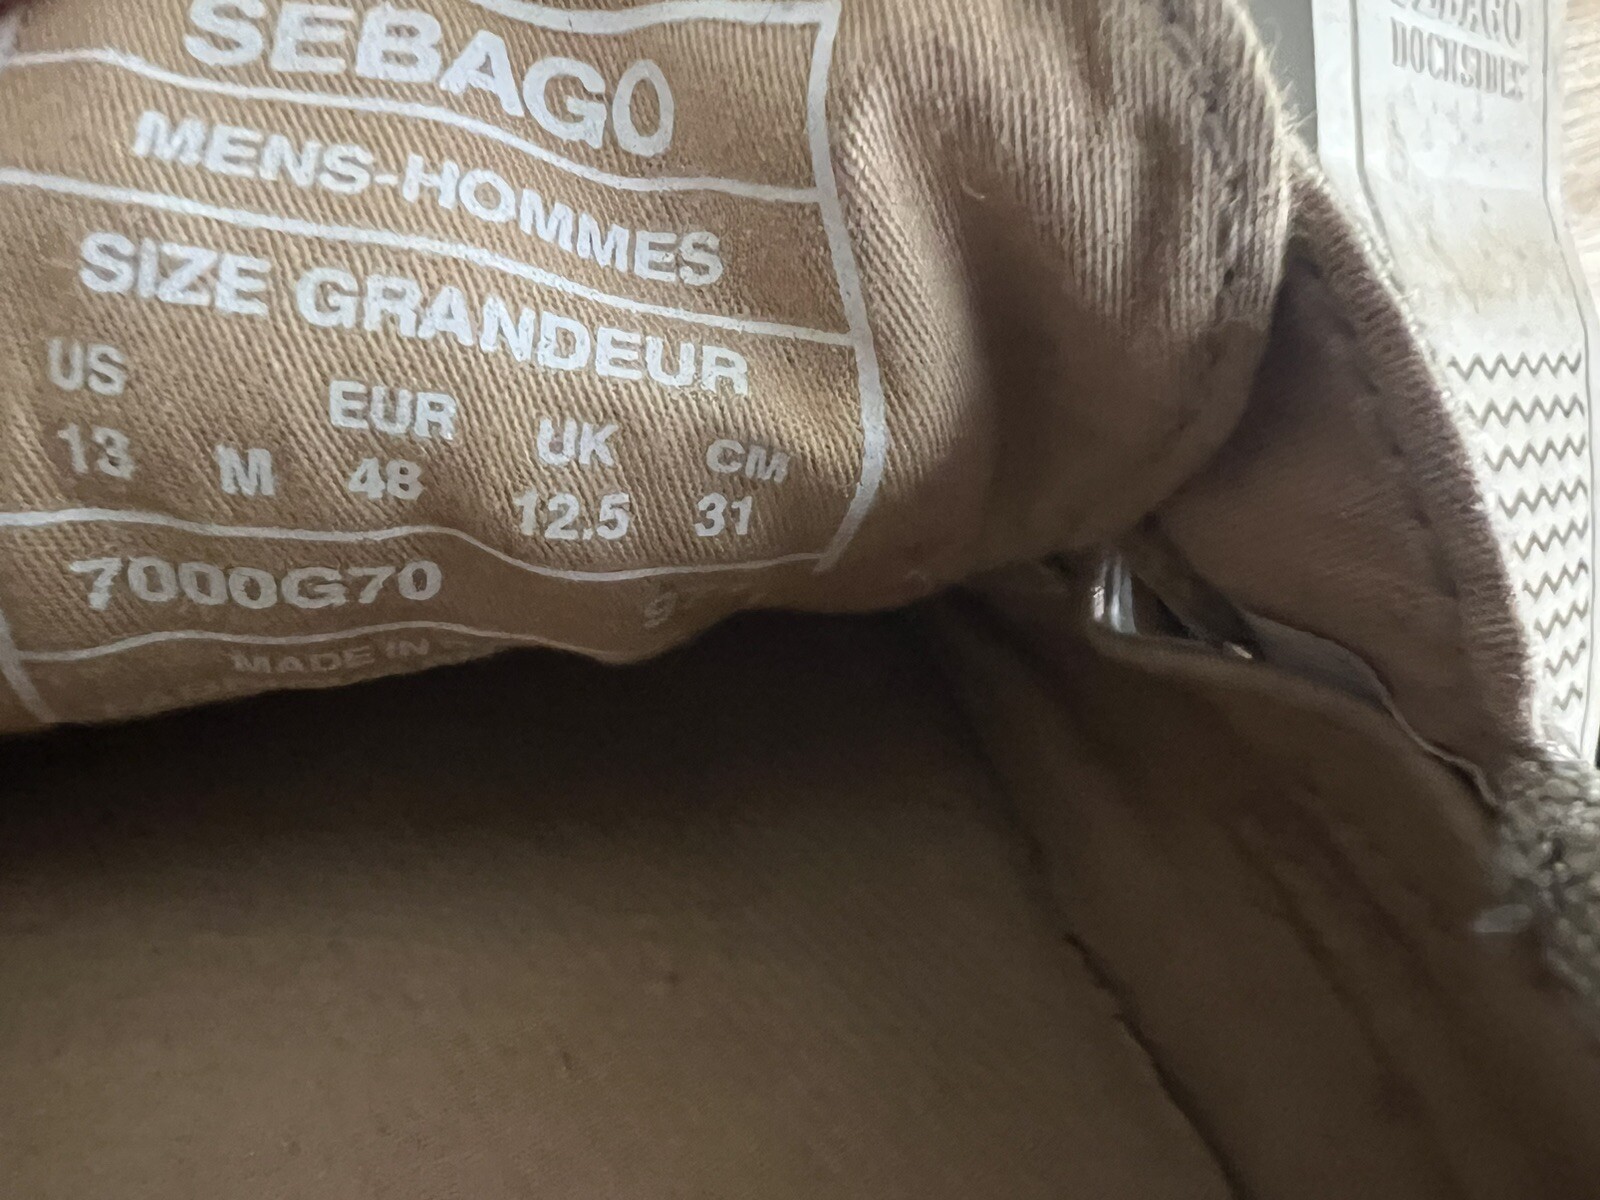 SEBAGO
MENS-HOMMES
SIZE GRANDEUR
US EUR UK CM
13 M 48 12.5 31
7000G70
MADE IN
SEBAGO
DOCKSIDES